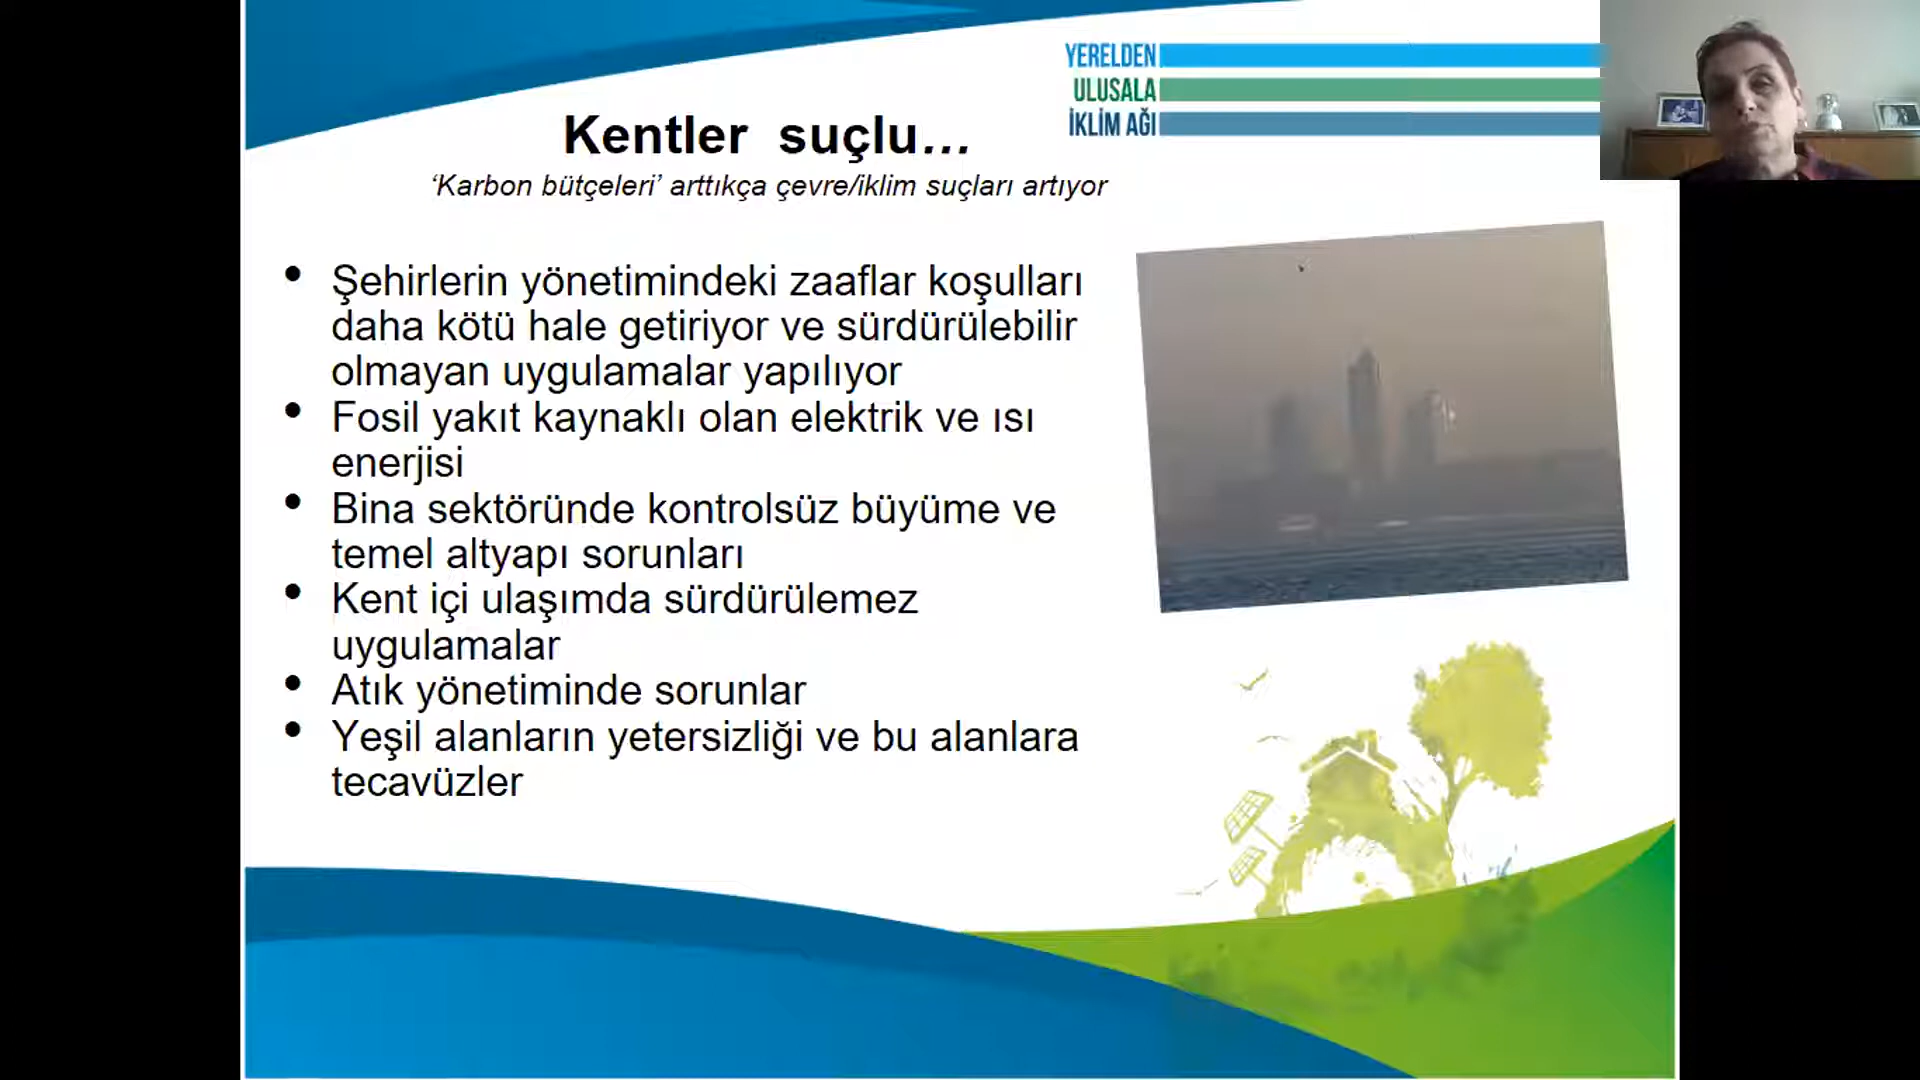 YERELDEN
ULUSALA
İKLİM AĞI
Kentler suçlu...
‘Karbon bütçeleri’ arttıkça çevre/iklim suçları artıyor
• Şehirlerin yönetimindeki zaaflar koşulları
daha kötü hale getiriyor ve sürdürülebilir
olmayan uygulamalar yapılıyor
• Fosil yakıt kaynaklı olan elektrik ve ısı
enerjisi
• Bina sektöründe kontrolsüz büyüme ve
temel altyapı sorunları
• Kent içi ulaşımda sürdürülemez
uygulamalar
• Atık yönetiminde sorunlar
• Yeşil alanların yetersizliği ve bu alanlara
tecavüzler